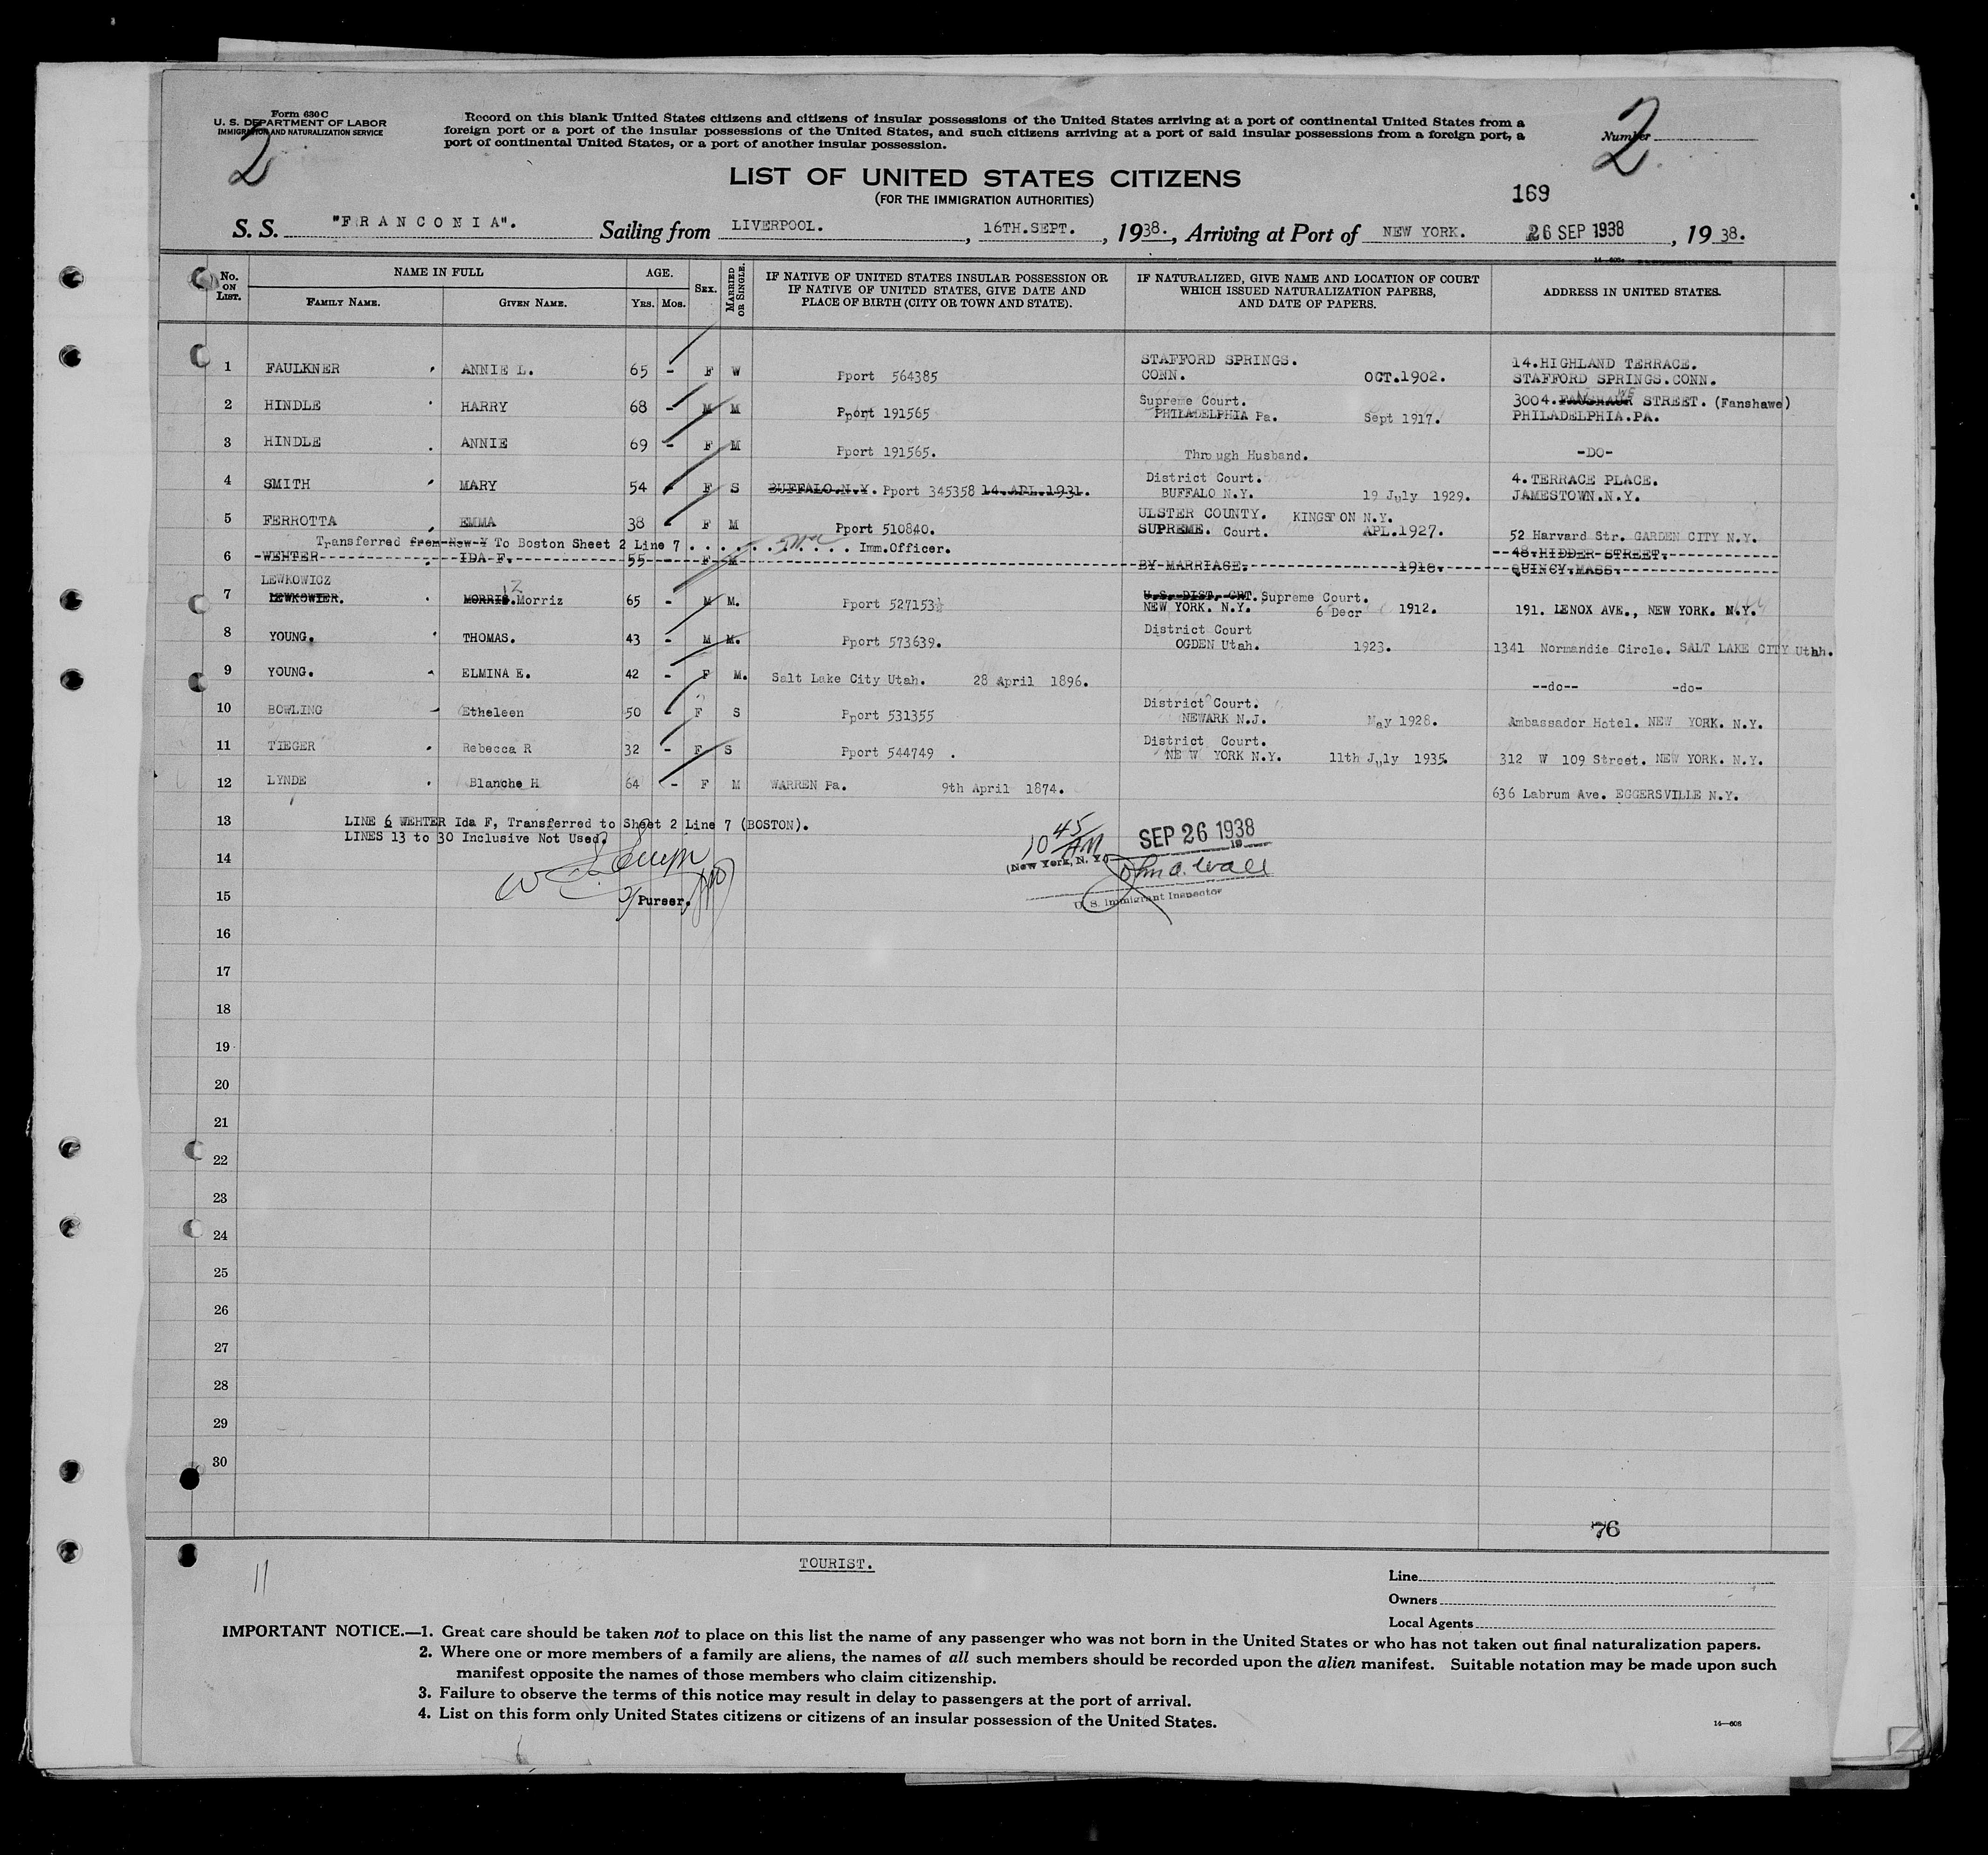 Form 630 C
U. S. DEPARTMENT OF LABOR
IMMIGRATION AND NATURALIZATION SERVICE
2
Record on this blank United States citizens and citizens of insular possessions of the United States arriving at a port of continental United States from a
foreign port or a port of the insular possessions of the United States, and such citizens arriving at a port of said insular possessions from a foreign port, a
port of continental United States, or a port of another insular possession.
Number
2
LIST OF UNITED STATES CITIZENS
(FOR THE IMMIGRATION AUTHORITIES)
169
S. S. "FRANCONIA". Sailing from LIVERPOOL. , 16TH.SEPT. , 1938. , Arriving at Port of NEW YORK. 26 SEP 1938 , 19 38.
No. ON LIST. NAME IN FULL FAMILY NAME. GIVEN NAME. AGE. YRS. MOS. SEX. MARRIED OR SINGLE. IF NATIVE OF UNITED STATES INSULAR POSSESSION OR IF NATIVE OF UNITED STATES, GIVE DATE AND PLACE OF BIRTH (CITY OR TOWN AND STATE). IF NATURALIZED, GIVE NAME AND LOCATION OF COURT WHICH ISSUED NATURALIZATION PAPERS, AND DATE OF PAPERS. ADDRESS IN UNITED STATES.
1 FAULKNER ANNIE L. 65 - F W Pport 564385 STAFFORD SPRINGS. CONN. OCT.1902. 14.HIGHLAND TERRACE. STAFFORD SPRINGS.CONN.
2 HINDLE HARRY 68 - M M Pport 191565 Supreme Court. PHILADELPHIA Pa. Sept 1917. 3004. STREET. (Fanshawe) PHILADELPHIA.PA.
3 HINDLE ANNIE 69 - F M Pport 191565. Through Husband. -DO-
4 SMITH MARY 54 - F S BUFFALO.N.Y. Pport 345358 14.APL.1931. District Court. BUFFALO N.Y. 19 July 1929. 4.TERRACE PLACE. JAMESTOWN.N.Y.
5 FERROTTA EMMA 38 - F M Pport 510840. ULSTER COUNTY. KINGSTON N.Y. SUPREME. Court. APL.1927. 52 Harvard Str. GARDEN CITY N.Y.
Transferred from New Y To Boston Sheet 2 Line 7 . . . . . . . . . . Imm.Officer.
6 WEHTER IDA F. 55 - F M BY MARRIAGE. 1918. 48.HIDDER STREET. QUINCY.MASS.
LEWKOWICZ
7 LEWKOWIER. MORRIS.Morriz 65 - M M. Pport 527153 U.S. DIST. CRT. Supreme Court. NEW YORK. N.Y. 6 Decr 1912. 191. LENOX AVE., NEW YORK. N.Y.
8 YOUNG. THOMAS. 43 - M M. Pport 573639. District Court OGDEN Utah. 1923. 1341 Normandie Circle. SALT LAKE CITY Utah.
9 YOUNG. ELMINA E. 42 - F M. Salt Lake City Utah. 28 April 1896. --do-- -do-
10 BOWLING Etheleen 50 - F S Pport 531355 District Court. NEWARK N.J. May 1928. Ambassador Hotel. NEW YORK. N.Y.
11 TIEGER Rebecca R 32 - F S Pport 544749 . District Court. NEW YORK N.Y. 11th July 1935. 312 W 109 Street. NEW YORK. N.Y.
12 LYNDE Blanche H 64 - F M WARREN Pa. 9th April 1874. 636 Labrum Ave. EGGERSVILLE N.Y.
13 LINE 6 WEHTER Ida F, Transferred to Sheet 2 Line 7 (BOSTON).
LINES 13 to 30 Inclusive Not Used.
10 45 AM
SEP 26 1938
14
(New York, N. Y.)
John A. Wall
15 Purser.
U. S. Immigrant Inspector
16
17
18
19
20
21
22
23
24
25
26
27
28
29
30
76
11
TOURIST.
Line
Owners
Local Agents
IMPORTANT NOTICE.—1. Great care should be taken not to place on this list the name of any passenger who was not born in the United States or who has not taken out final naturalization papers.
2. Where one or more members of a family are aliens, the names of all such members should be recorded upon the alien manifest. Suitable notation may be made upon such
manifest opposite the names of those members who claim citizenship.
3. Failure to observe the terms of this notice may result in delay to passengers at the port of arrival.
4. List on this form only United States citizens or citizens of an insular possession of the United States.
14—608